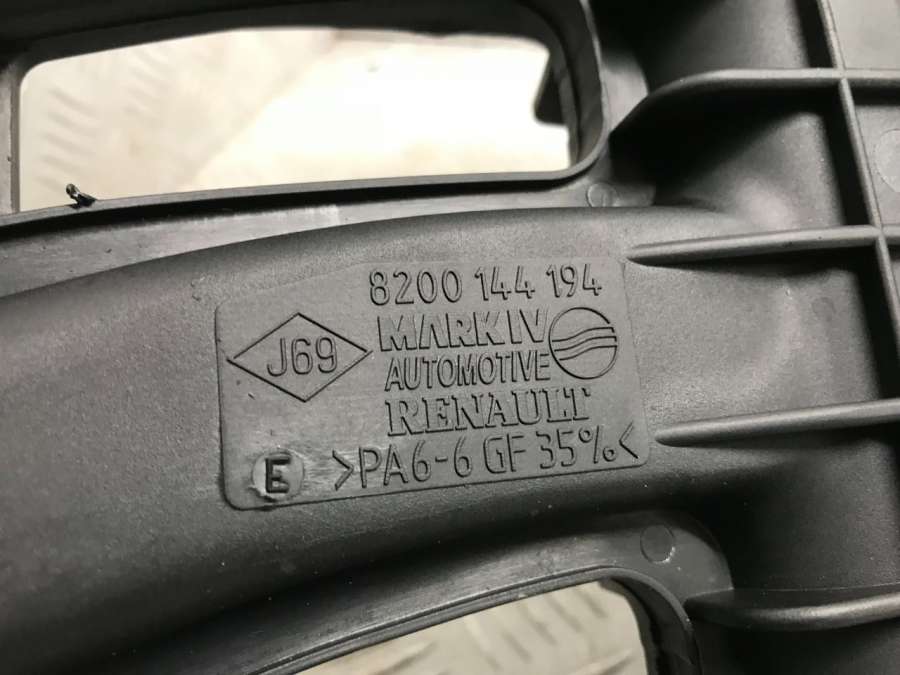 8200 144 194
J69
MARK IV
AUTOMOTIVE
RENAULT
E >PA6-6 GF 35%<